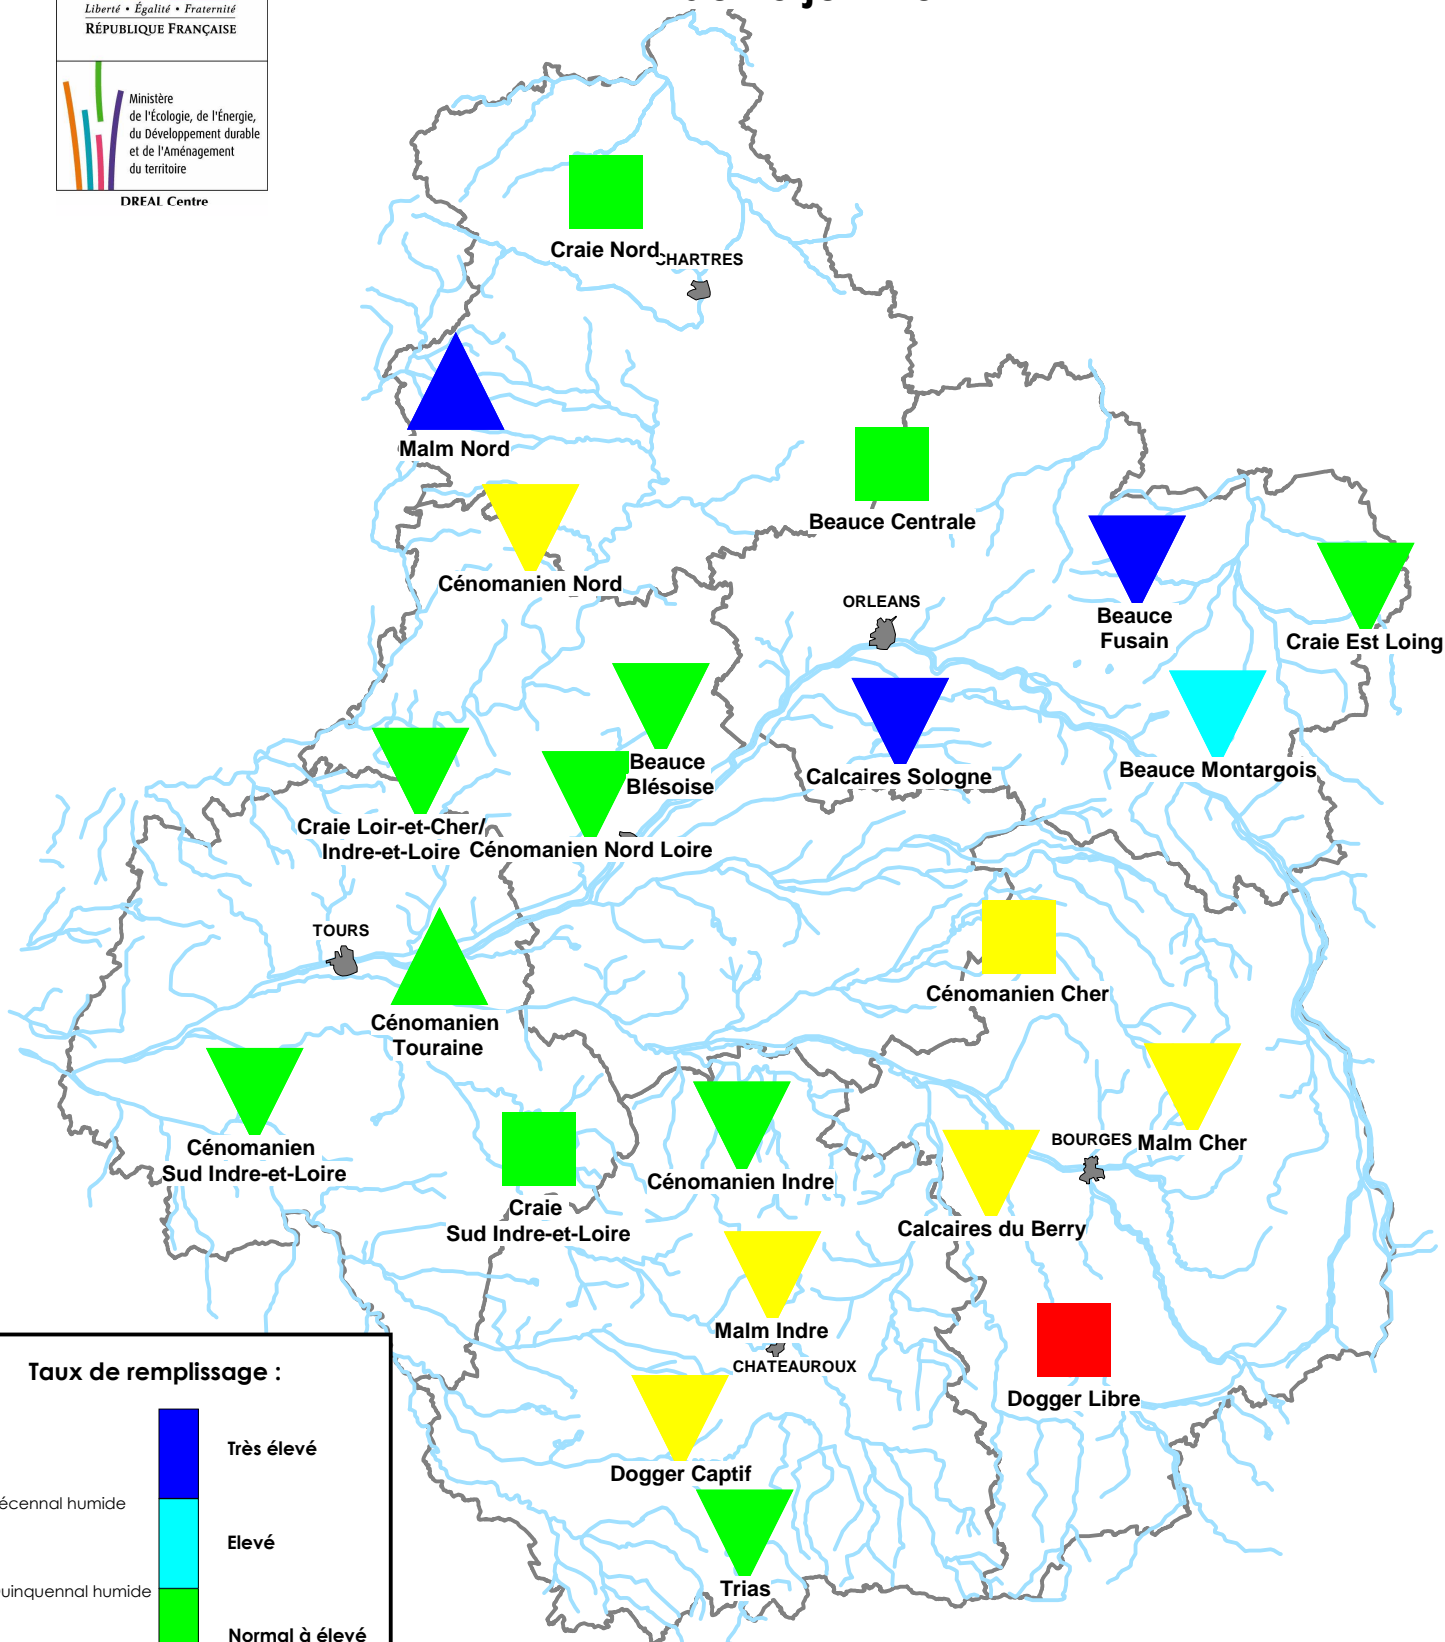 Liberté • Égalité • Fraternité
RÉPUBLIQUE FRANÇAISE
Ministère
de l'Écologie, de l'Énergie,
du Développement durable
et de l'Aménagement
du territoire
DREAL Centre
Craie Nord
CHARTRES
Malm Nord
Beauce Centrale
Cénomanien Nord
ORLEANS
Beauce
Fusain
Craie Est Loing
Beauce
Blésoise
Calcaires Sologne
Beauce Montargois
Craie Loir-et-Cher/
Indre-et-Loire
Cénomanien Nord Loire
TOURS
Cénomanien Cher
Cénomanien
Touraine
Cénomanien
Sud Indre-et-Loire
BOURGES
Malm Cher
Cénomanien Indre
Craie
Sud Indre-et-Loire
Calcaires du Berry
Malm Indre
CHATEAUROUX
Dogger Libre
Dogger Captif
Trias
Taux de remplissage :
Très élevé
écennal humide
Elevé
uinquennal humide
Normal à élevé